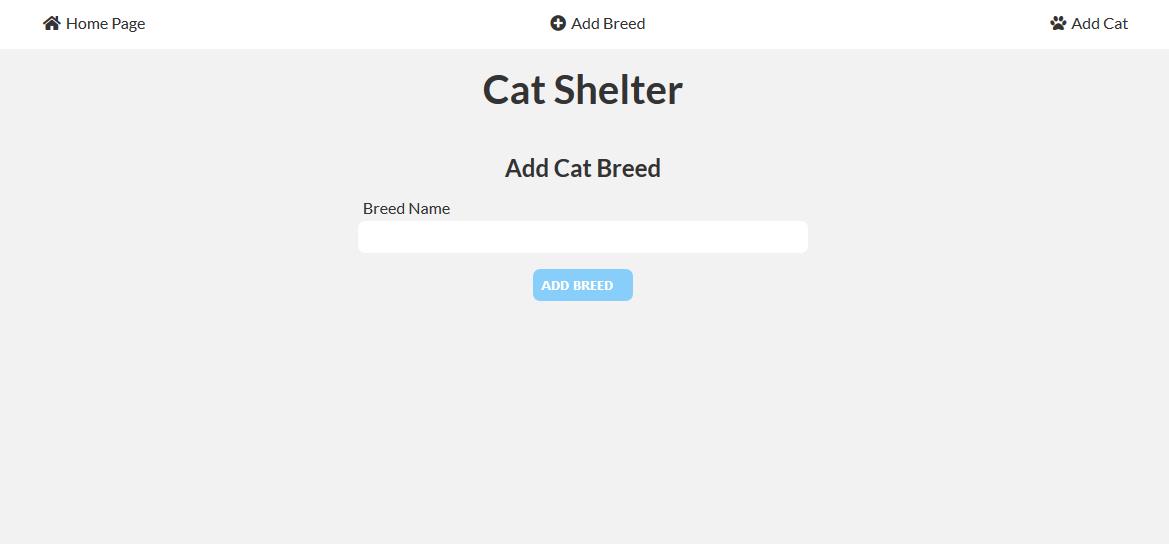 Home Page
Add Breed
Add Cat
Cat Shelter
Add Cat Breed
Breed Name
ADD BREED